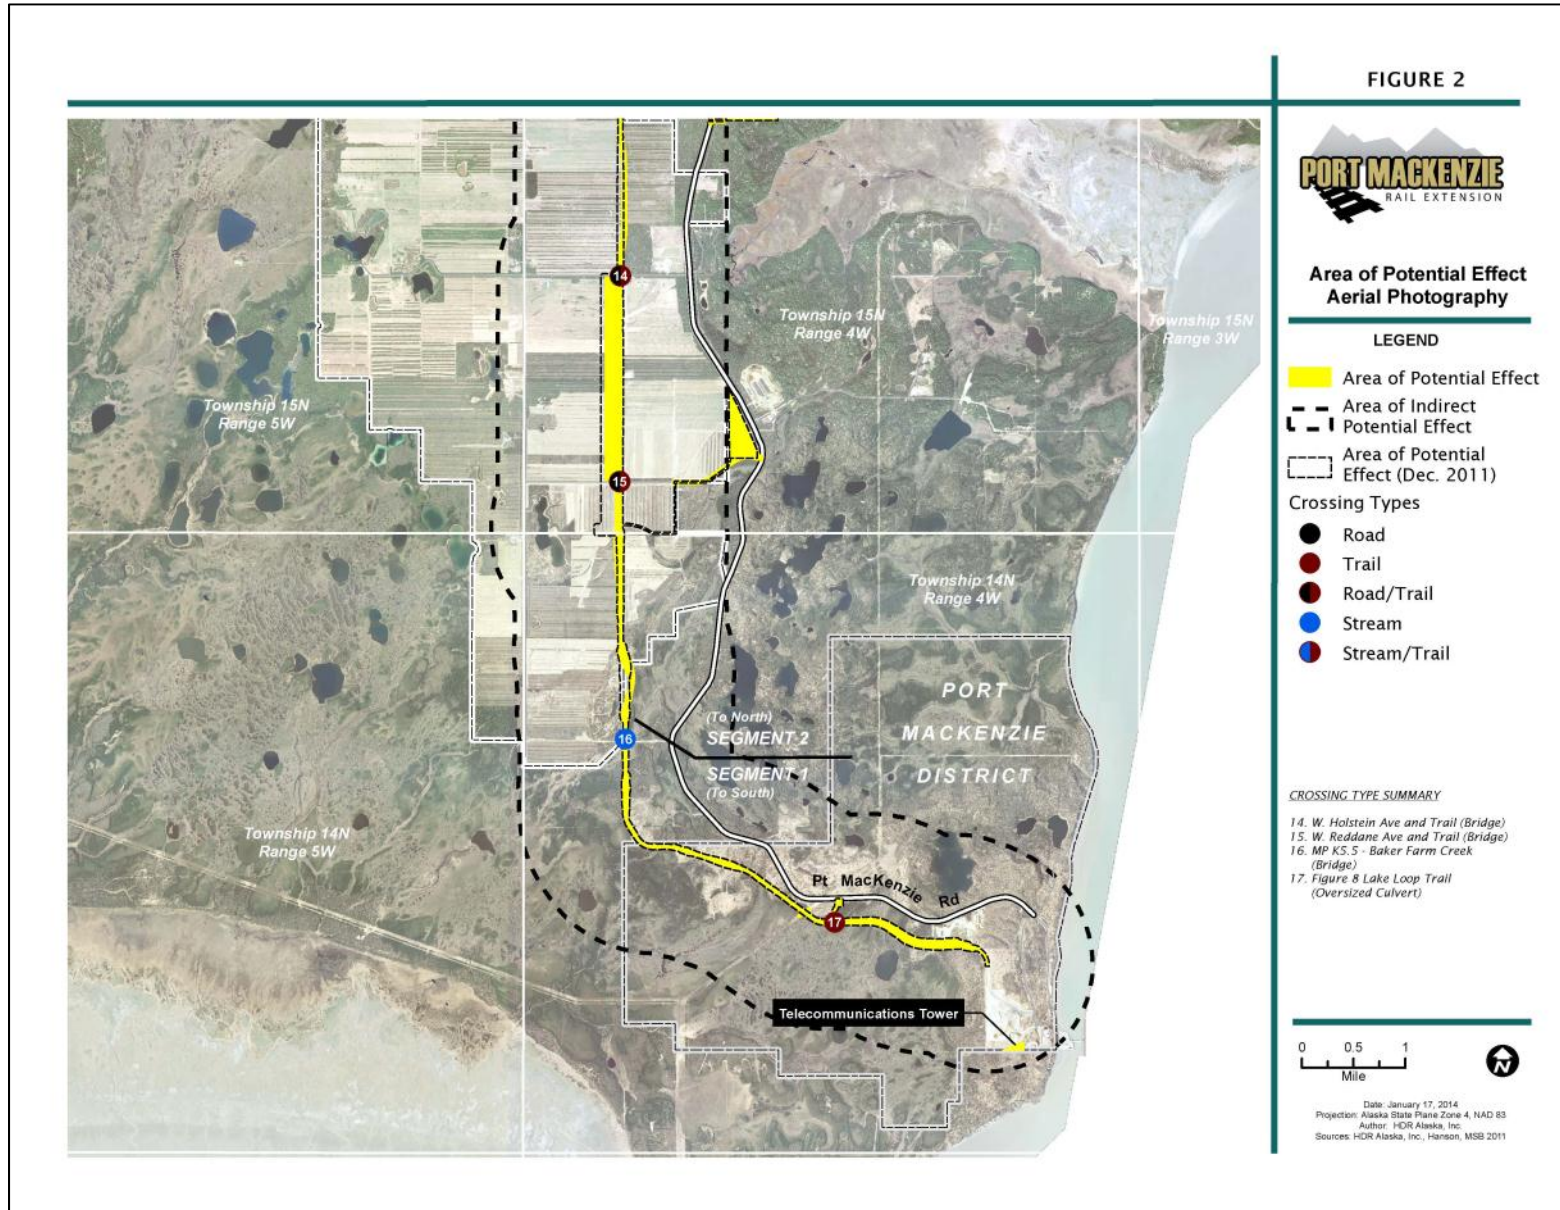 FIGURE 2
PORT MACKENZIE
RAIL EXTENSION
Area of Potential Effect
Aerial Photography
LEGEND
Area of Potential Effect
Area of Indirect
Potential Effect
Area of Potential
Effect (Dec. 2011)
Crossing Types
Road
Trail
Road/Trail
Stream
Stream/Trail
CROSSING TYPE SUMMARY
14. W. Holstein Ave and Trail (Bridge)
15. W. Reddane Ave and Trail (Bridge)
16. MP K5.5 - Baker Farm Creek
(Bridge)
17. Figure 8 Lake Loop Trail
(Oversized Culvert)
0 0.5 1
Mile
N
Date: January 17, 2014
Projection: Alaska State Plane Zone 4, NAD 83
Author: HDR Alaska, Inc.
Sources: HDR Alaska, Inc., Hanson, MSB 2011
14
Township 15N
Range 4W
Township 15N
Range 3W
Township 15N
Range 5W
15
Township 14N
Range 4W
PORT
MACKENZIE
DISTRICT
(To North)
SEGMENT 2
16
SEGMENT 1
(To South)
Township 14N
Range 5W
Pt MacKenzie Rd
17
Telecommunications Tower